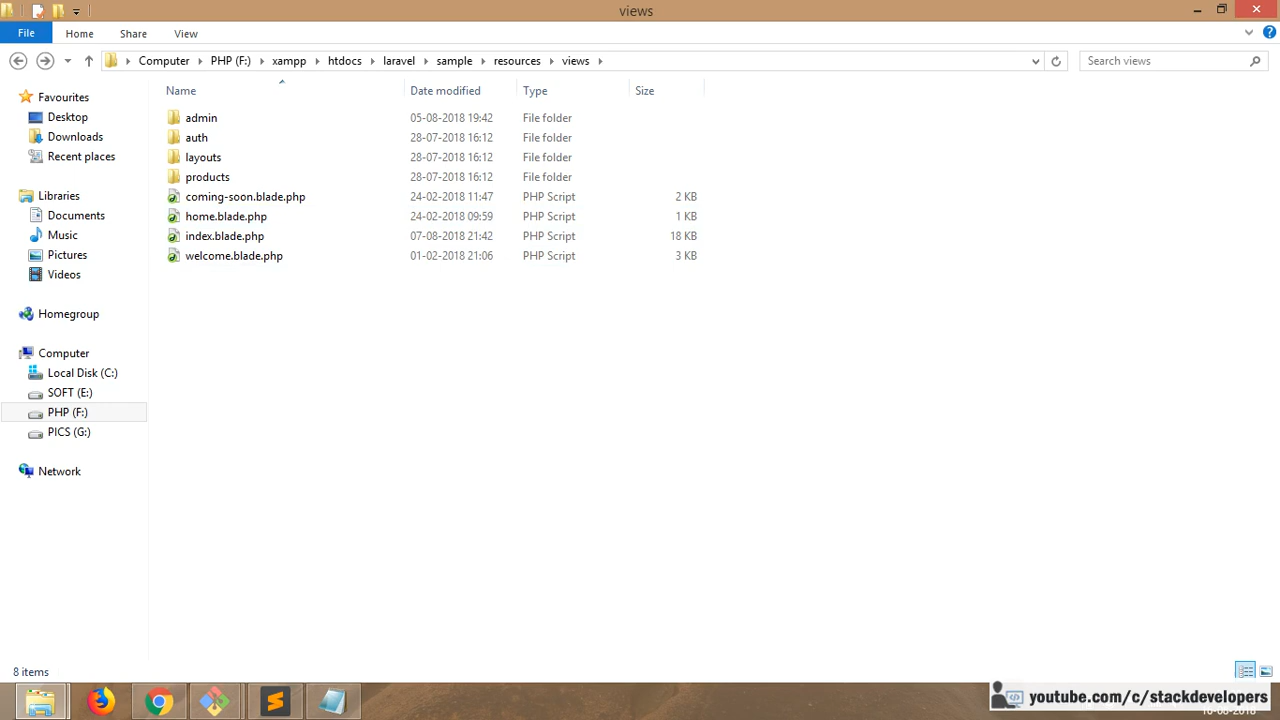 views
File Home Share View
Computer PHP (F:) xampp htdocs laravel sample resources views Search views
Name Date modified Type Size
Favourites
Desktop
Downloads
Recent places
Libraries
Documents
Music
Pictures
Videos
Homegroup
Computer
Local Disk (C:)
SOFT (E:)
PHP (F:)
PICS (G:)
Network
admin 05-08-2018 19:42 File folder
auth 28-07-2018 16:12 File folder
layouts 28-07-2018 16:12 File folder
products 28-07-2018 16:12 File folder
coming-soon.blade.php 24-02-2018 11:47 PHP Script 2 KB
home.blade.php 24-02-2018 09:59 PHP Script 1 KB
index.blade.php 07-08-2018 21:42 PHP Script 18 KB
welcome.blade.php 01-02-2018 21:06 PHP Script 3 KB
8 items
youtube.com/c/stackdevelopers